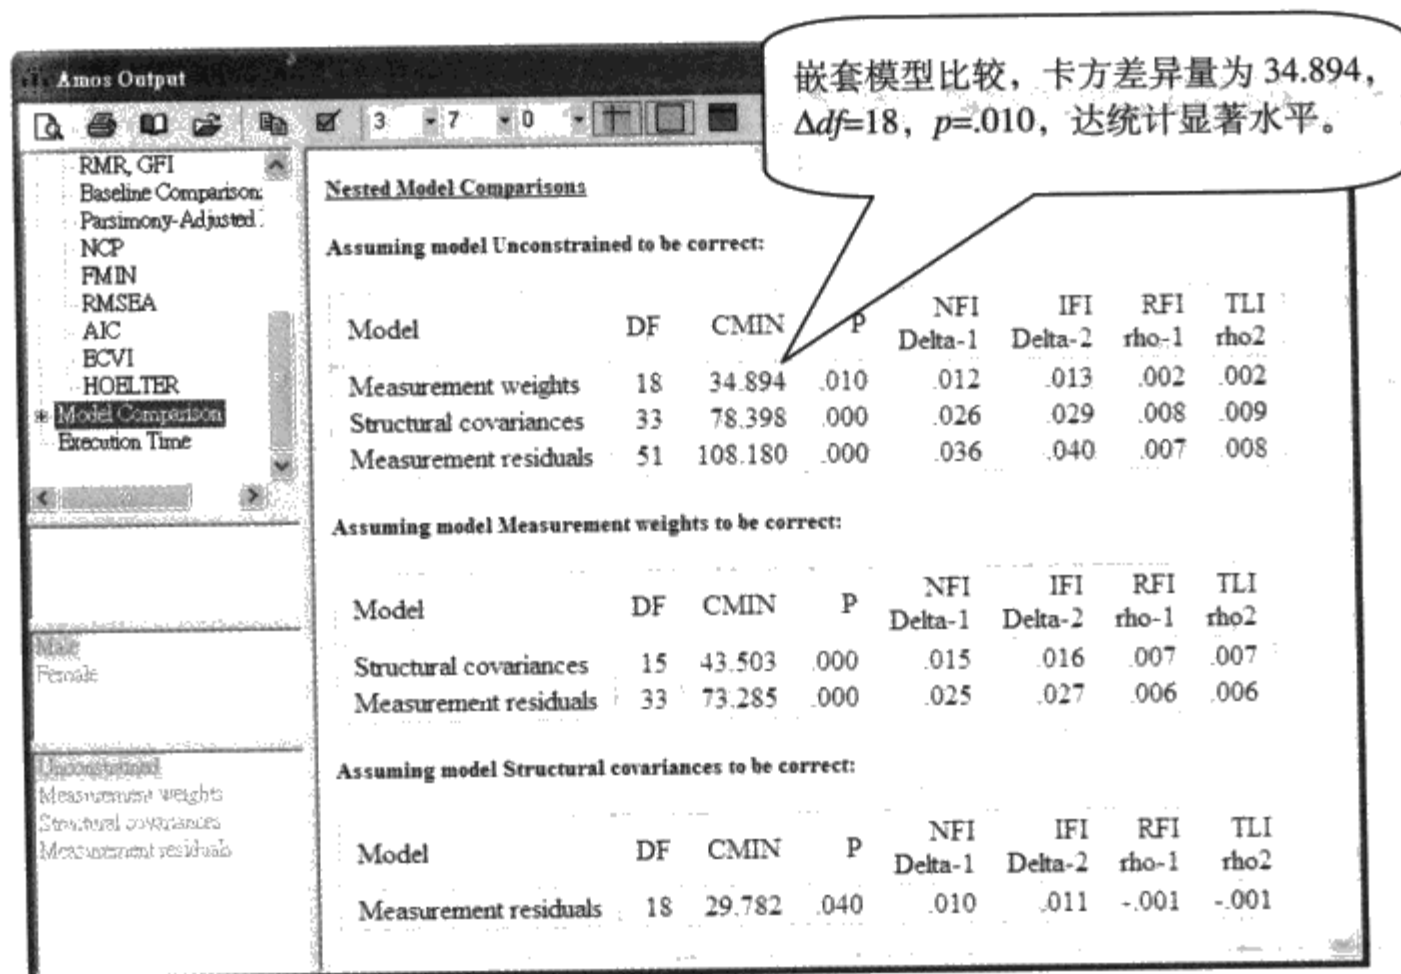 嵌套模型比较，卡方差异量为 34.894，
Δdf=18，p=.010，达统计显著水平。
Amos Output
3 7 0
RMR, GFI
Baseline Comparison:
Parsimony-Adjusted
NCP
FMIN
RMSEA
AIC
ECVI
HOELTER
Model Comparison
Execution Time
Male
Female
Unconstrained
Measurement weights
Structural covariances
Measurement residuals
Nested Model Comparisons
Assuming model Unconstrained to be correct:
Model DF CMIN P NFI Delta-1 IFI Delta-2 RFI rho-1 TLI rho2
Measurement weights 18 34.894 .010 .012 .013 .002 .002
Structural covariances 33 78.398 .000 .026 .029 .008 .009
Measurement residuals 51 108.180 .000 .036 .040 .007 .008
Assuming model Measurement weights to be correct:
Model DF CMIN P NFI Delta-1 IFI Delta-2 RFI rho-1 TLI rho2
Structural covariances 15 43.503 .000 .015 .016 .007 .007
Measurement residuals 33 73.285 .000 .025 .027 .006 .006
Assuming model Structural covariances to be correct:
Model DF CMIN P NFI Delta-1 IFI Delta-2 RFI rho-1 TLI rho2
Measurement residuals 18 29.782 .040 .010 .011 -.001 -.001